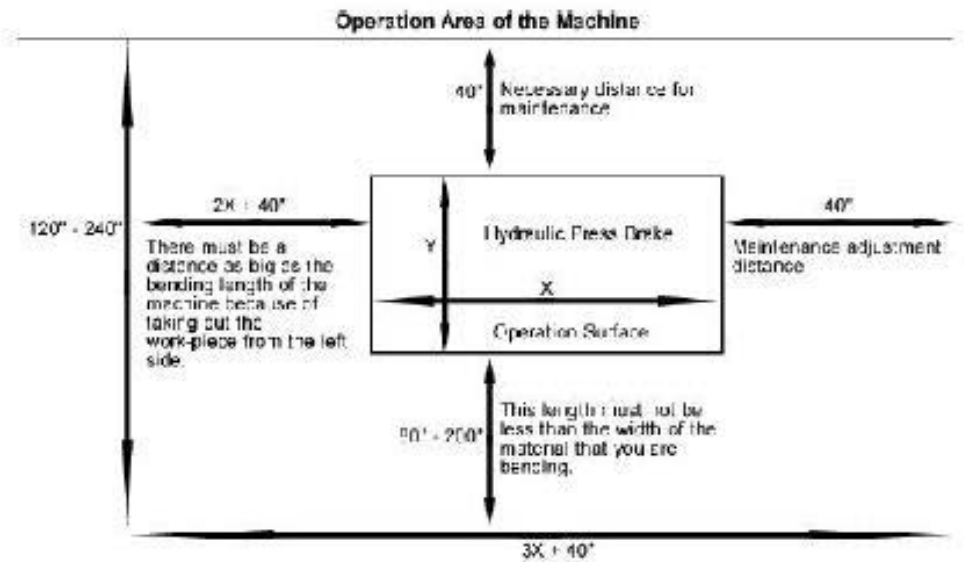 Operation Area of the Machine
40"
Necessary distance for
maintenance
2X + 40"
40"
120" - 240"
There must be a
distance as big as the
bending length of the
machine because of
taking out the
work-piece from the left
side.
Y
Hydraulic Press Brake
X
Operation Surface
Maintenance adjustment
distance
- 200"
This length must not be
less than the width of the
material that you are
bending.
3X + 40"